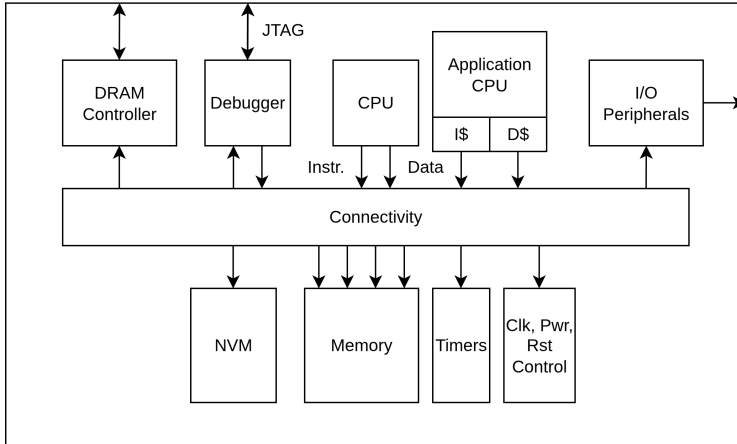 JTAG
DRAM
Controller
Debugger
CPU
Application
CPU
I$
D$
I/O
Peripherals
Instr.
Data
Connectivity
NVM
Memory
Timers
Clk, Pwr,
Rst
Control